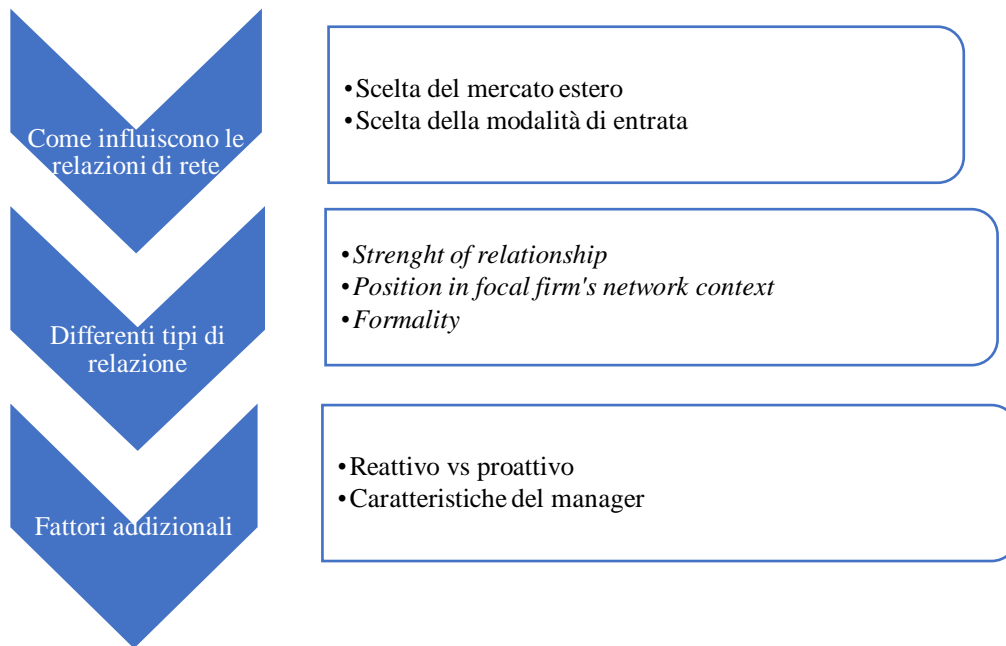 Come influiscono le
relazioni di rete
•Scelta del mercato estero
•Scelta della modalità di entrata
Differenti tipi di
relazione
•Strenght of relationship
•Position in focal firm's network context
•Formality
Fattori addizionali
•Reattivo vs proattivo
•Caratteristiche del manager